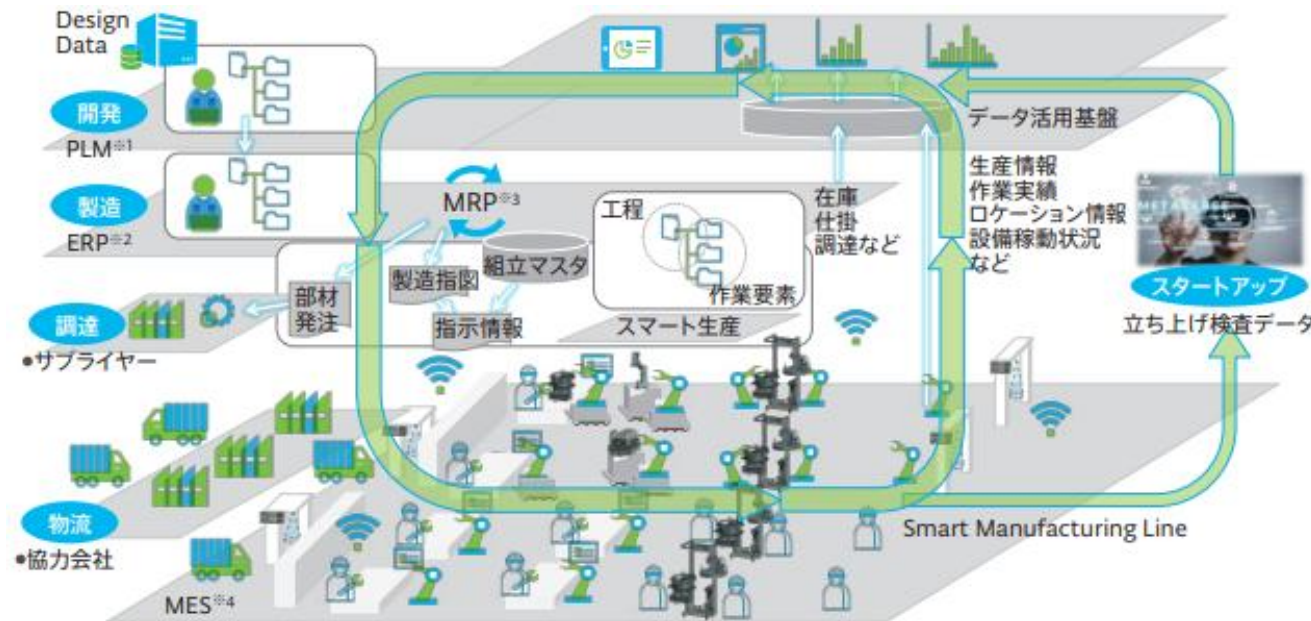 Design
Data
開発
PLM※1
製造
ERP※2
調達
●サプライヤー
物流
●協力会社
MES※4
MRP※3
部材
発注
製造指図
組立マスタ
指示情報
工程
作業要素
スマート生産
在庫
仕掛
調達など
データ活用基盤
生産情報
作業実績
ロケーション情報
設備稼動状況
など
スタートアップ
立ち上げ検査データ
Smart Manufacturing Line